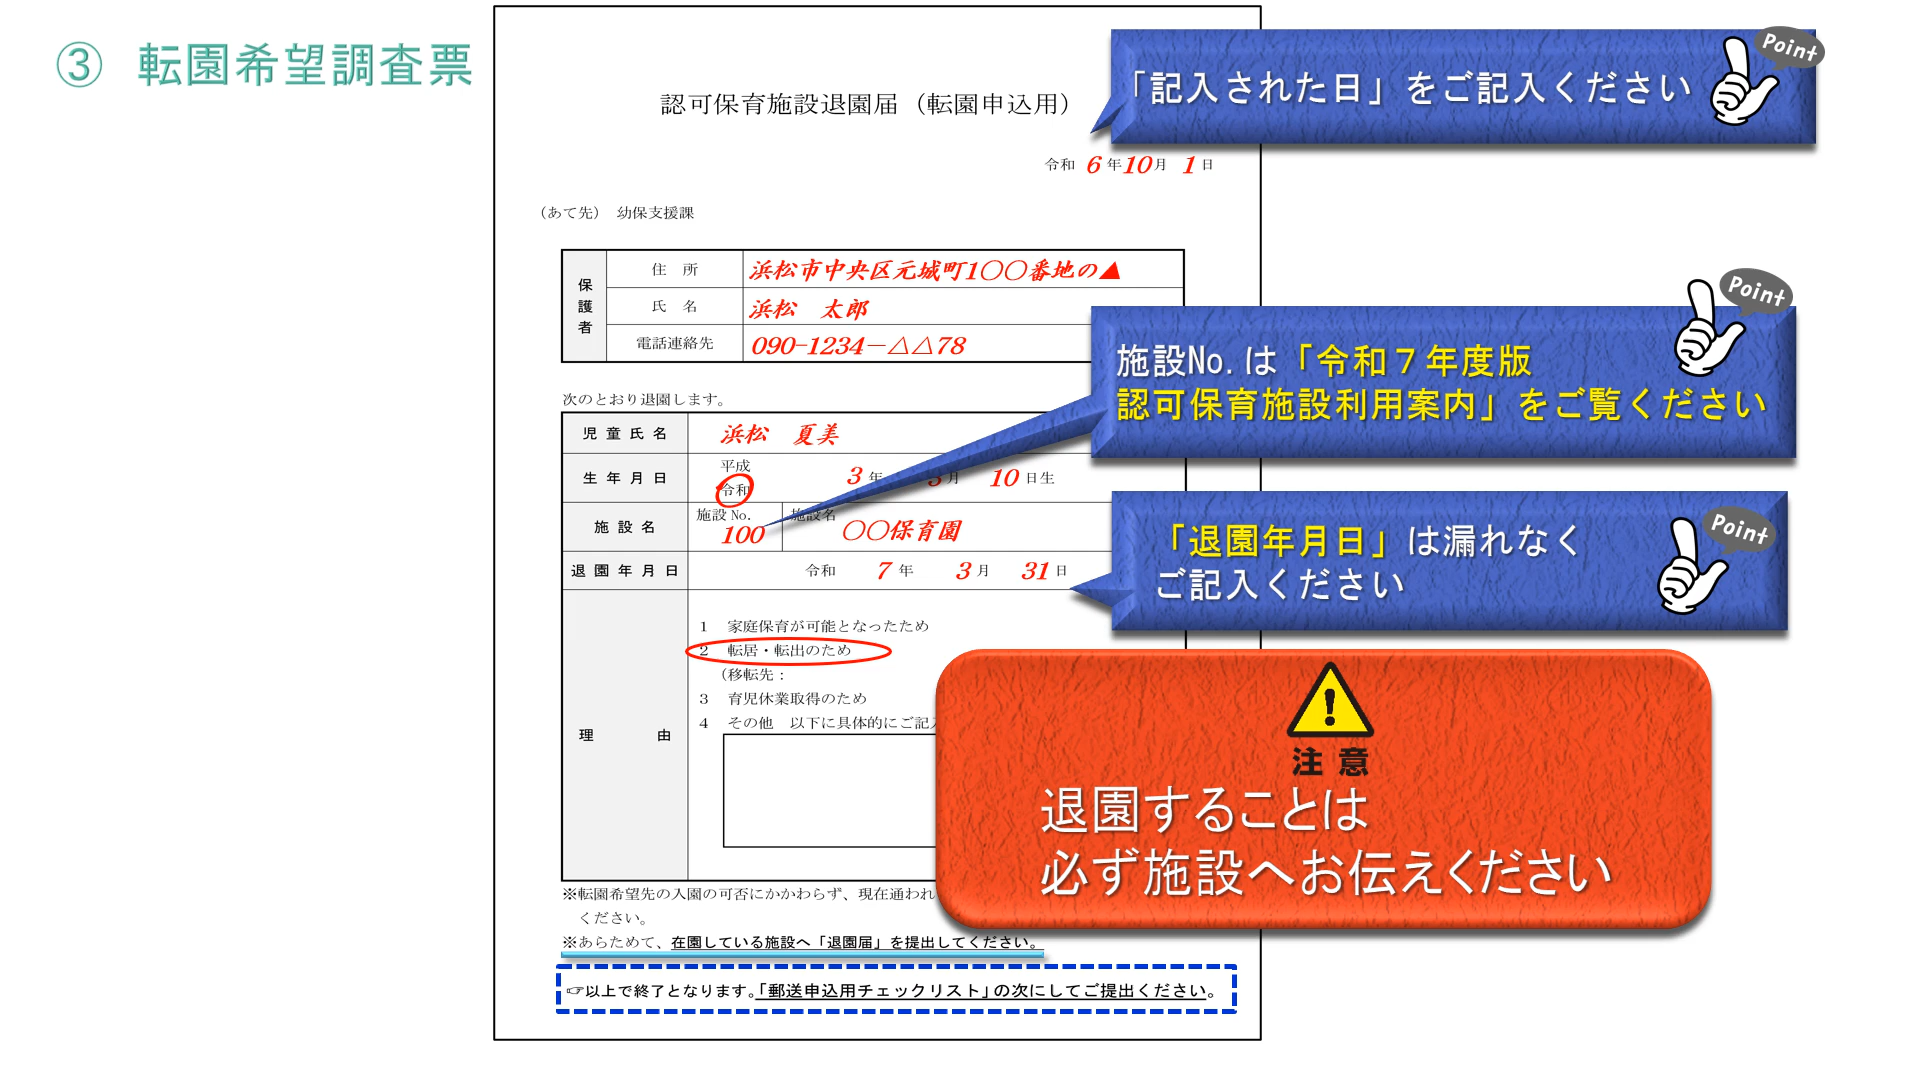 ③ 転園希望調査票
認可保育施設退園届（転園申込用）
「記入された日」をご記入ください
Point
令和 6 年 10 月 1 日
（あて先） 幼保支援課
保護者
住 所 浜松市中央区元城町1〇〇番地の▲
氏 名 浜松 太郎
電話連絡先 090-1234－△△78
Point
施設No.は「令和７年度版
認可保育施設利用案内」をご覧ください
次のとおり退園します。
児童氏名 浜松 夏美
生年月日 平成 令和 3 年 月 10 日生
施設名 施設 No. 100 施設名 〇〇保育園
退園年月日 令和 7 年 3 月 31 日
Point
「退園年月日」は漏れなく
ご記入ください
理 由
1 家庭保育が可能となったため
2 転居・転出のため
（移転先：
3 育児休業取得のため
4 その他 以下に具体的にご記
注意
退園することは
必ず施設へお伝えください
※転園希望先の入園の可否にかかわらず、現在通われ
ください。
※あらためて、在園している施設へ「退園届」を提出してください。
☞以上で終了となります。「郵送申込用チェックリスト」の次にしてご提出ください。